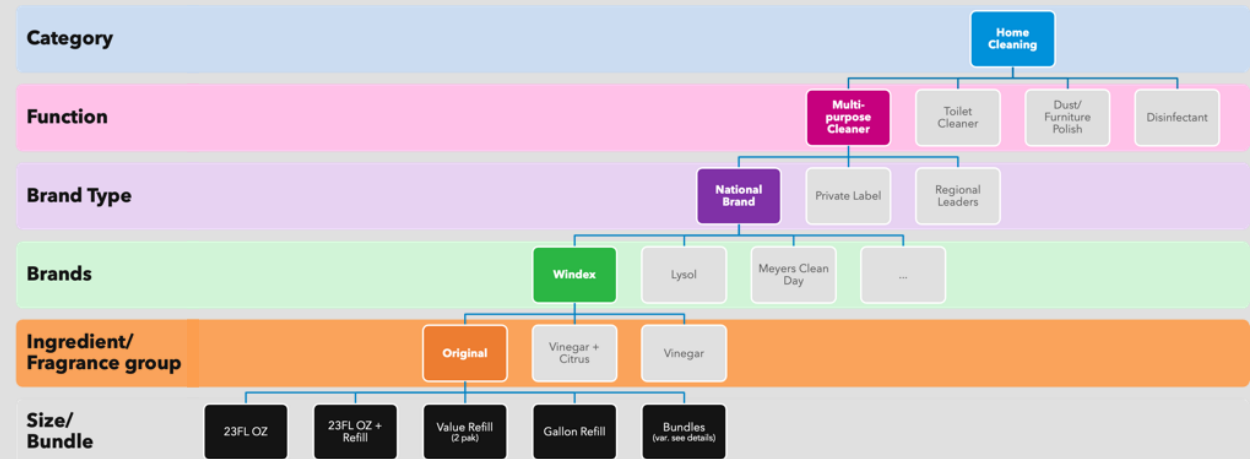 Category
Home
Cleaning
Function
Multi-
purpose
Cleaner
Toilet
Cleaner
Dust/
Furniture
Polish
Disinfectant
Brand Type
National
Brand
Private Label
Regional
Leaders
Brands
Windex
Lysol
Meyers Clean
Day
...
Ingredient/
Fragrance group
Original
Vinegar +
Citrus
Vinegar
Size/
Bundle
23FL OZ
23FL OZ +
Refill
Value Refill
(2 pak)
Gallon Refill
Bundles
(var. see details)